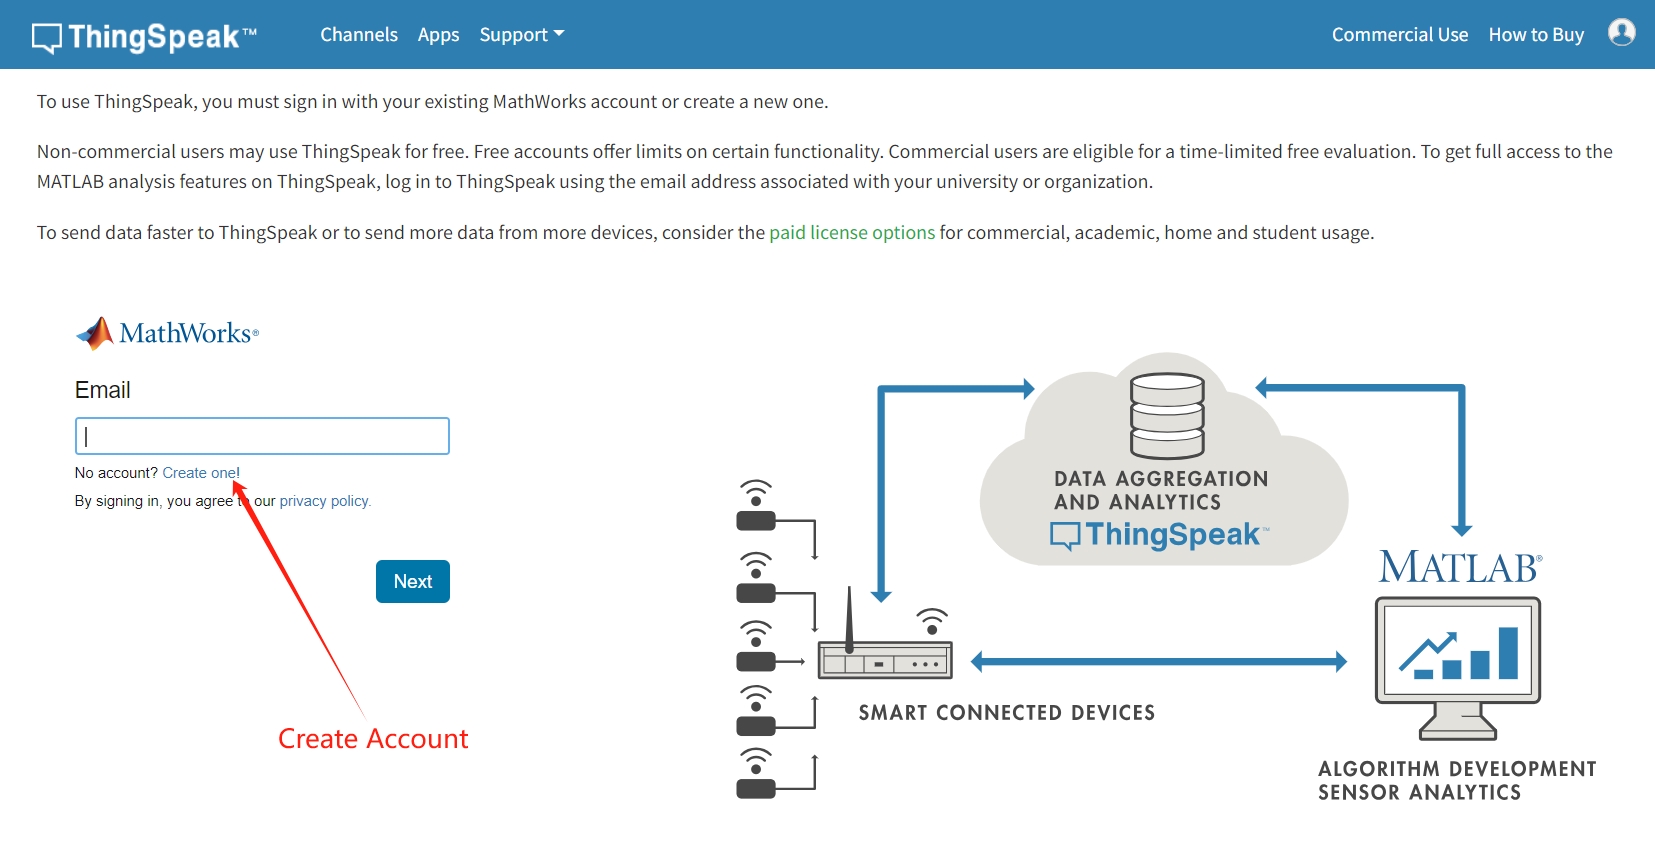 ThingSpeak™ Channels Apps Support Commercial Use How to Buy
To use ThingSpeak, you must sign in with your existing MathWorks account or create a new one.
Non-commercial users may use ThingSpeak for free. Free accounts offer limits on certain functionality. Commercial users are eligible for a time-limited free evaluation. To get full access to the
MATLAB analysis features on ThingSpeak, log in to ThingSpeak using the email address associated with your university or organization.
To send data faster to ThingSpeak or to send more data from more devices, consider the paid license options for commercial, academic, home and student usage.
MathWorks®
Email
No account? Create one!
By signing in, you agree to our privacy policy.
Next
Create Account
DATA AGGREGATION
AND ANALYTICS
ThingSpeak™
SMART CONNECTED DEVICES
MATLAB®
ALGORITHM DEVELOPMENT
SENSOR ANALYTICS